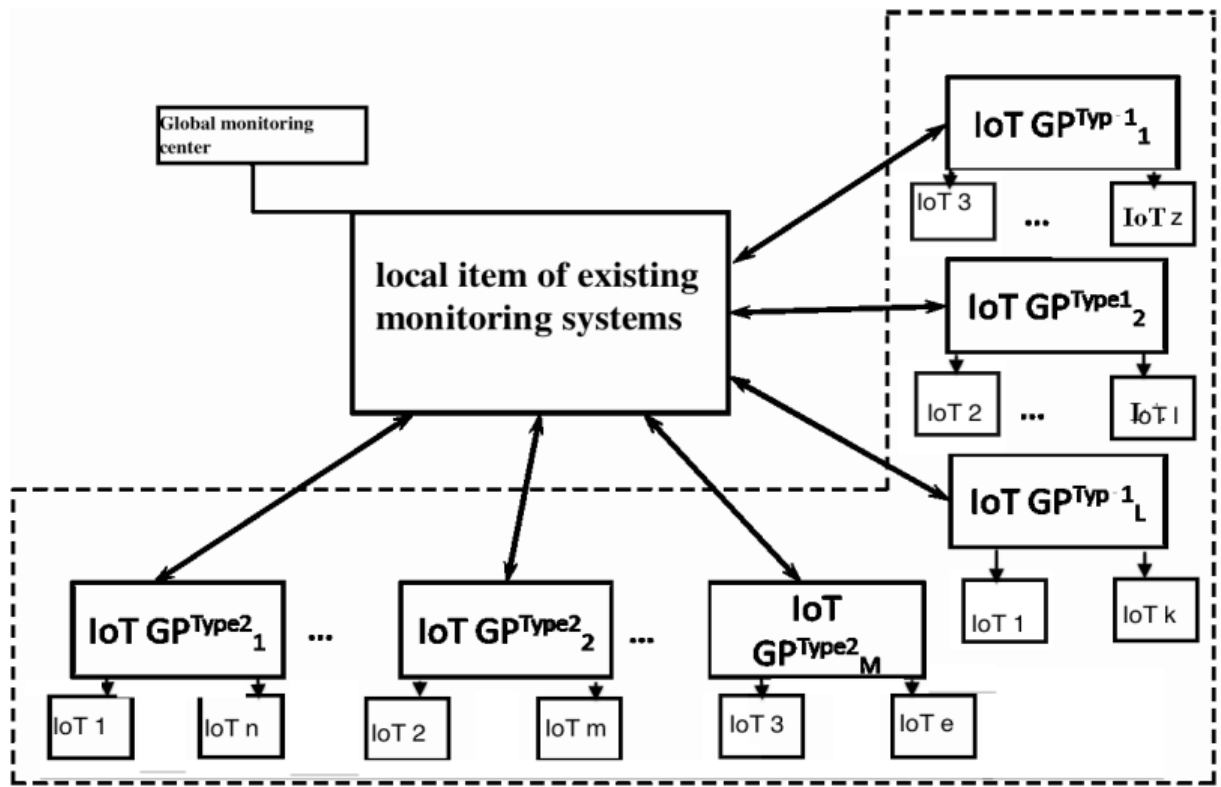 Global monitoring
center
local item of existing
monitoring systems
IoT GP^Typ 1_1
IoT 3
...
IoT z
IoT GP^Type1_2
IoT 2
...
IoT GP^Typ 1_L
IoT 1
IoT k
IoT GP^Type2_1
...
IoT GP^Type2_2
...
IoT
GP^Type2_M
IoT 1
IoT n
IoT 2
IoT m
IoT 3
IoT e